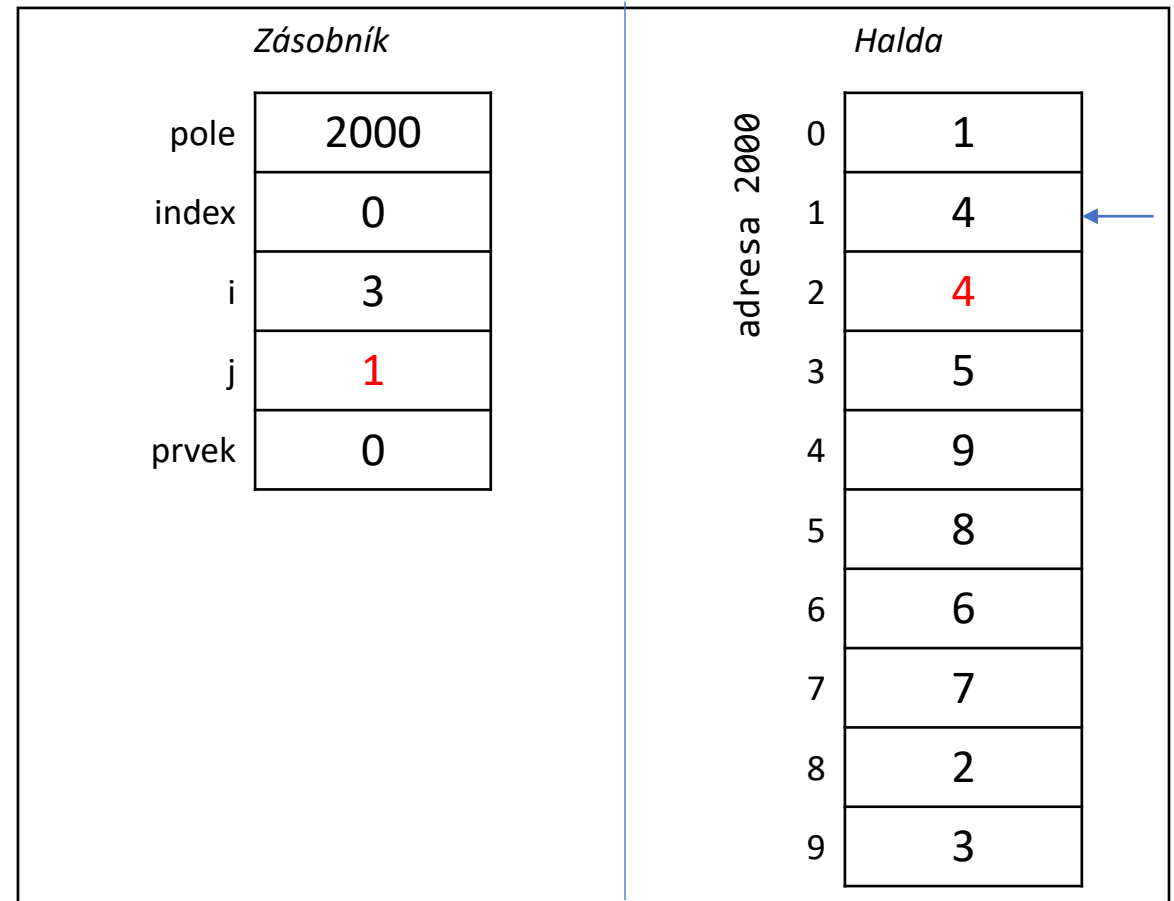 Zásobník
pole 2000
index 0
i 3
j 1
prvek 0
Halda
adresa 2000
0 1
1 4
2 4
3 5
4 9
5 8
6 6
7 7
8 2
9 3